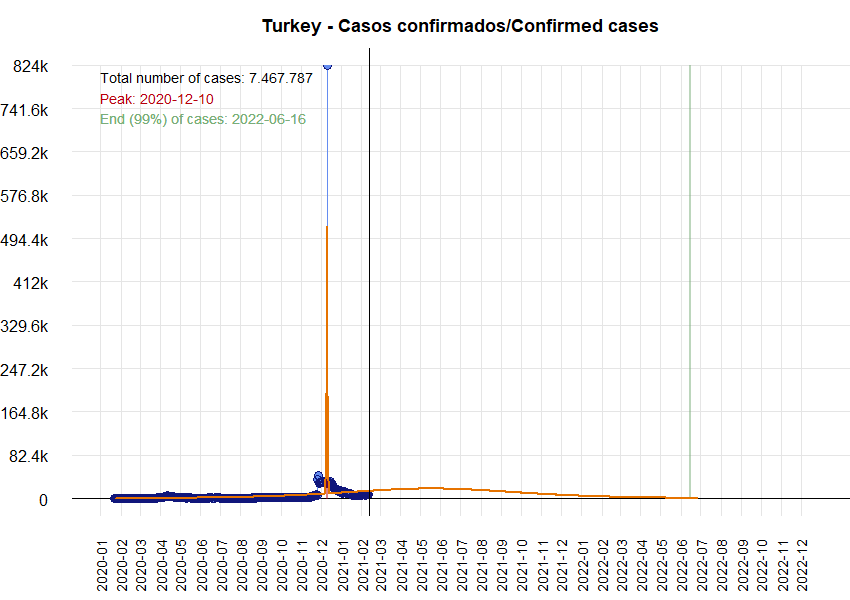 Turkey - Casos confirmados/Confirmed cases
824k
Total number of cases: 7.467.787
Peak: 2020-12-10
741.6k
End (99%) of cases: 2022-06-16
659.2k
576.8k
494.4k
412k
329.6k
247.2k
164.8k
82.4k
0
2020-01
2020-02
2020-03
2020-04
2020-05
2020-06
2020-07
2020-08
2020-09
2020-10
2020-11
2020-12
2021-01
2021-02
2021-03
2021-04
2021-05
2021-06
2021-07
2021-08
2021-09
2021-10
2021-11
2021-12
2022-01
2022-02
2022-03
2022-04
2022-05
2022-06
2022-07
2022-08
2022-09
2022-10
2022-11
2022-12